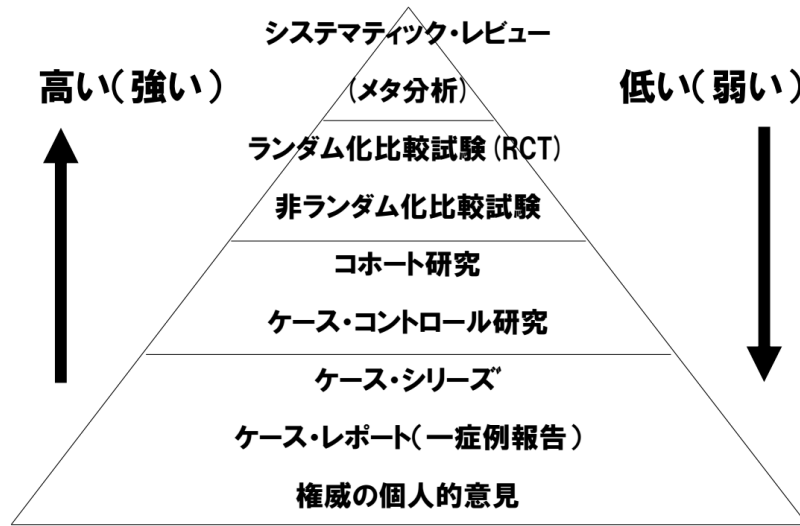 システマティック・レビュー
高い(強い)
(メタ分析)
低い(弱い)
ランダム化比較試験(RCT)
非ランダム化比較試験
コホート研究
ケース・コントロール研究
ケース・シリーズ
ケース・レポート(一症例報告)
権威の個人的意見